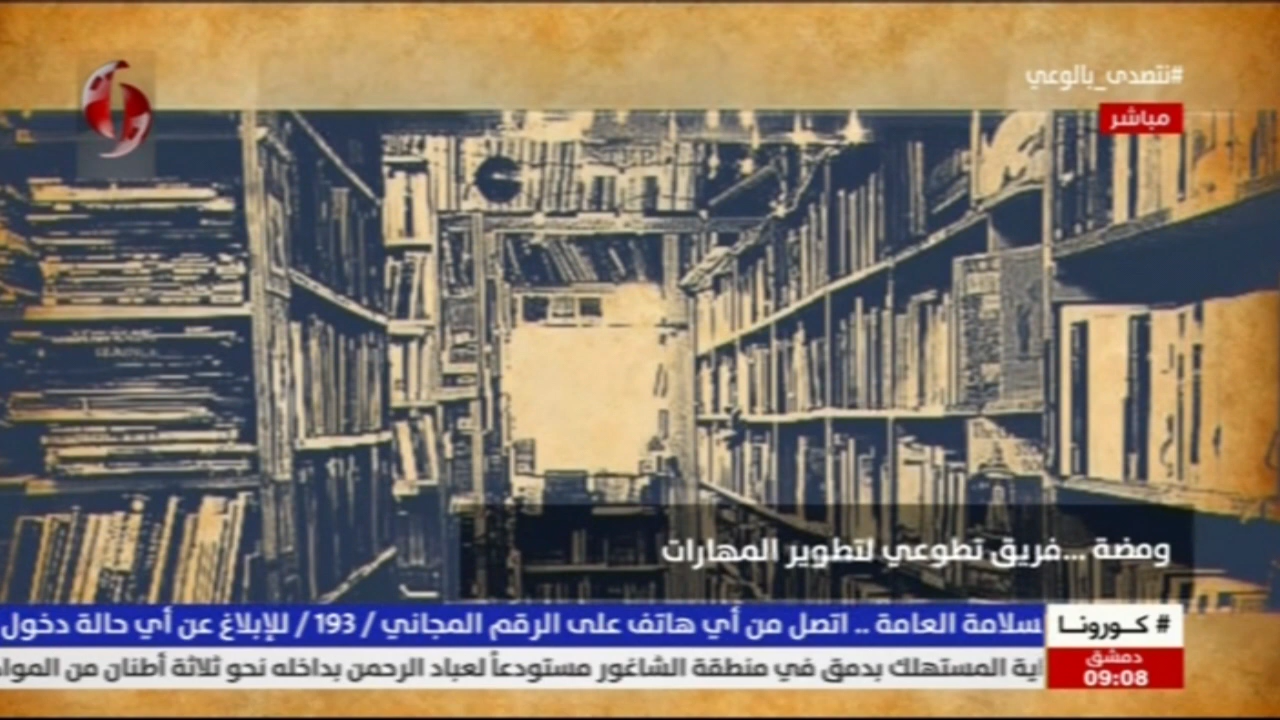 #نتصدى_بالوعي
مباشر
ومضة ...فريق تطوعي لتطوير المهارات
# كـورونـا
سلامة العامة .. اتصل من أي هاتف على الرقم المجاني / 193 / للإبلاغ عن أي حالة دخول
دمشق
09:08
اية المستهلك بدمق في منطقة الشاغور مستودعاً لعباد الرحمن بداخله نحو ثلاثة أطنان من المواد